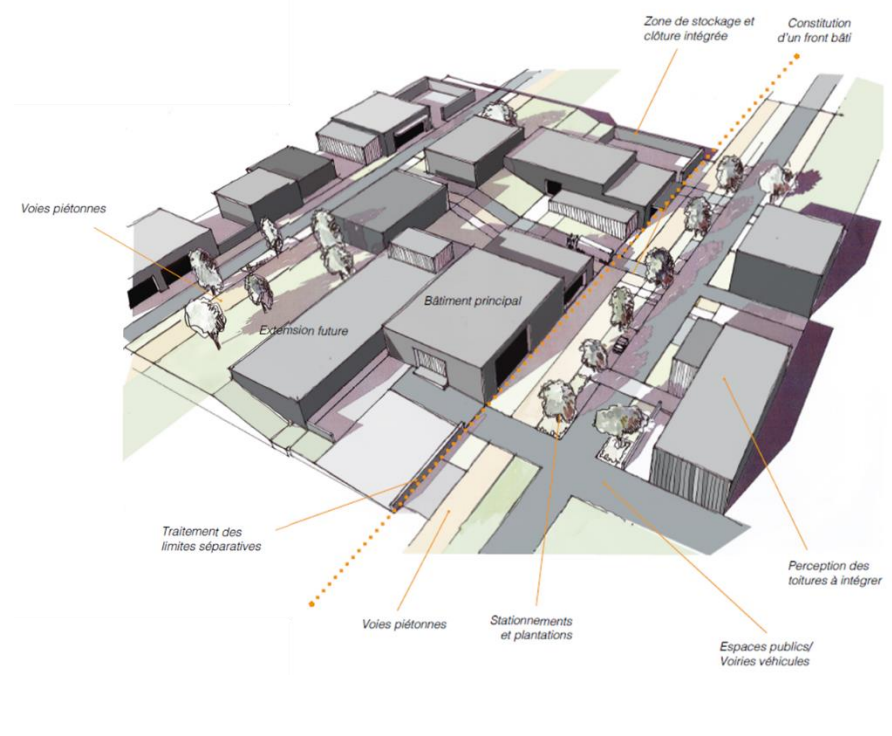 Zone de stockage et
clôture intégrée
Constitution
d'un front bâti
Voies piétonnes
Bâtiment principal
Extension future
Traitement des
limites séparatives
Voies piétonnes
Stationnements
et plantations
Perception des
toitures à intégrer
Espaces publics/
Voiries véhicules